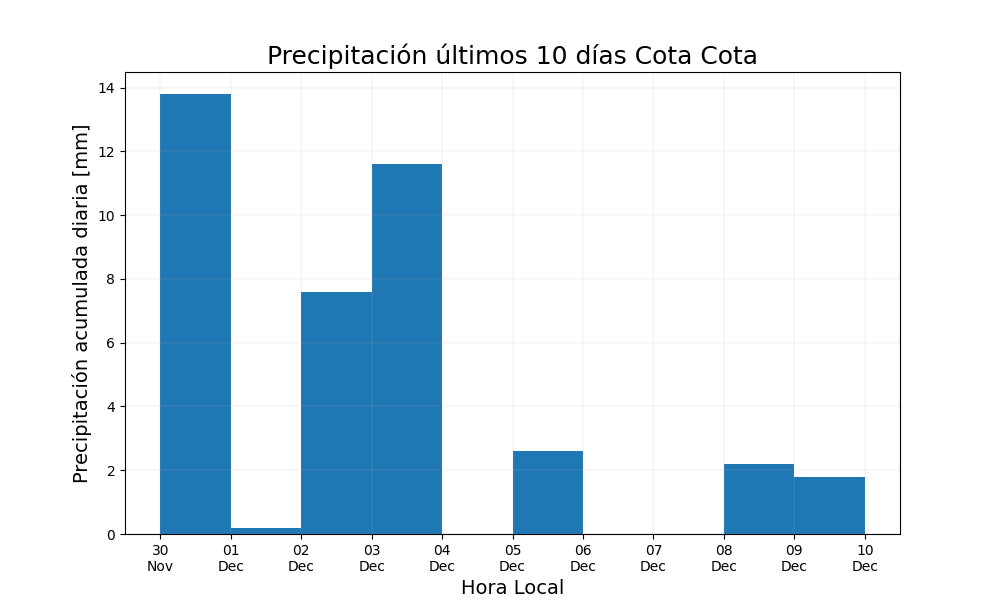 Precipitación últimos 10 días Cota Cota
Precipitación acumulada diaria [mm]
14
12
10
8
6
4
2
0
30 01 02 03 04 05 06 07 08 09 10
Nov Dec Dec Dec Dec Dec Dec Dec Dec Dec Dec
Hora Local